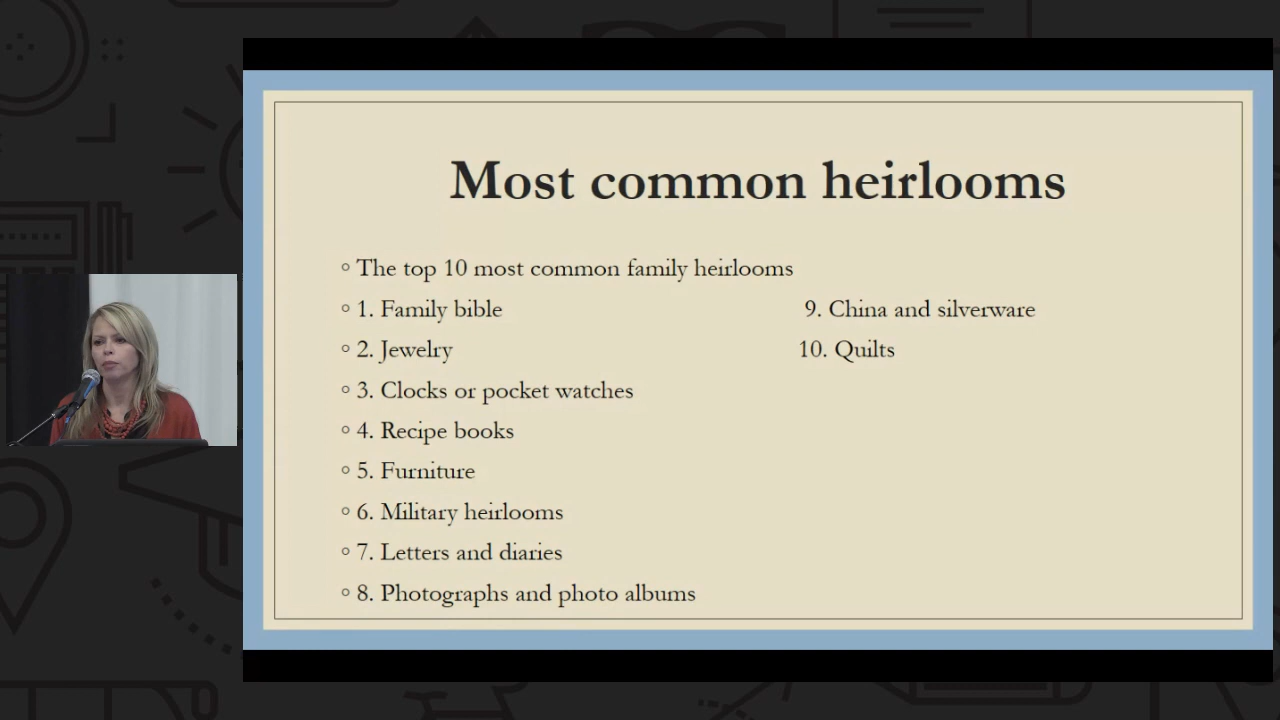 Most common heirlooms
◦ The top 10 most common family heirlooms
◦ 1. Family bible
◦ 2. Jewelry
◦ 3. Clocks or pocket watches
◦ 4. Recipe books
◦ 5. Furniture
◦ 6. Military heirlooms
◦ 7. Letters and diaries
◦ 8. Photographs and photo albums
9. China and silverware
10. Quilts